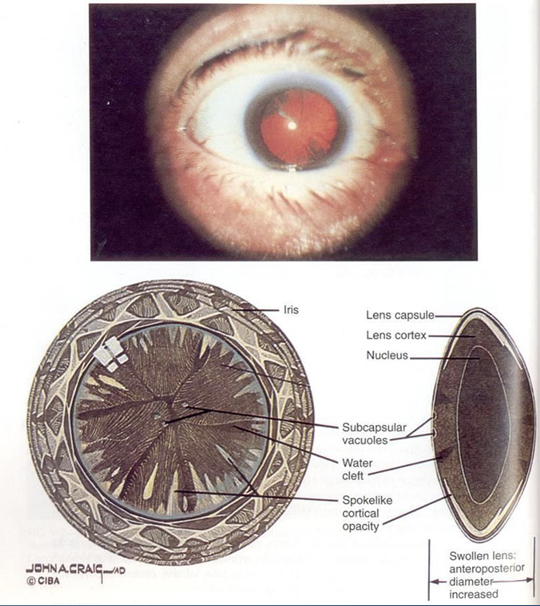 Iris
Lens capsule
Lens cortex
Nucleus
Subcapsular
vacuoles
Water
cleft
Spokelike
cortical
opacity
Swollen lens:
anteroposterior
diameter
increased
JOHN A. CRAIG_AD
© CIBA